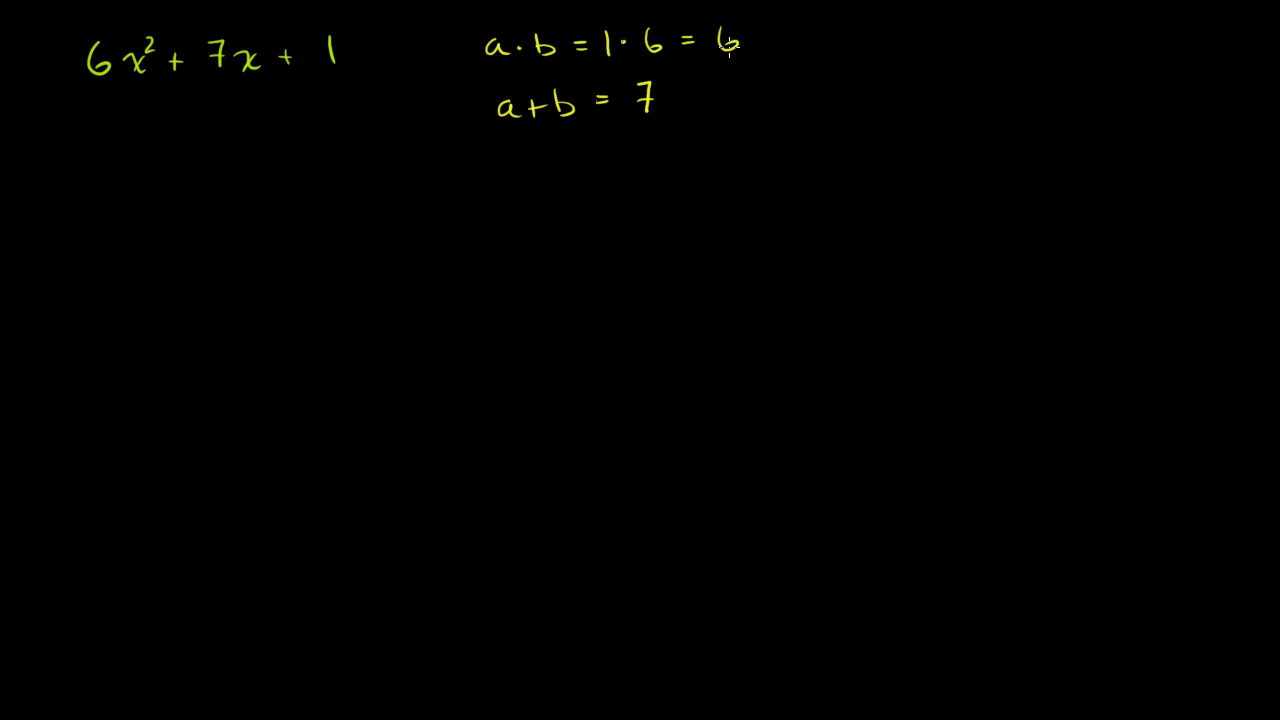 6x² + 7x + 1
a · b = 1 · 6 = 6
a + b = 7